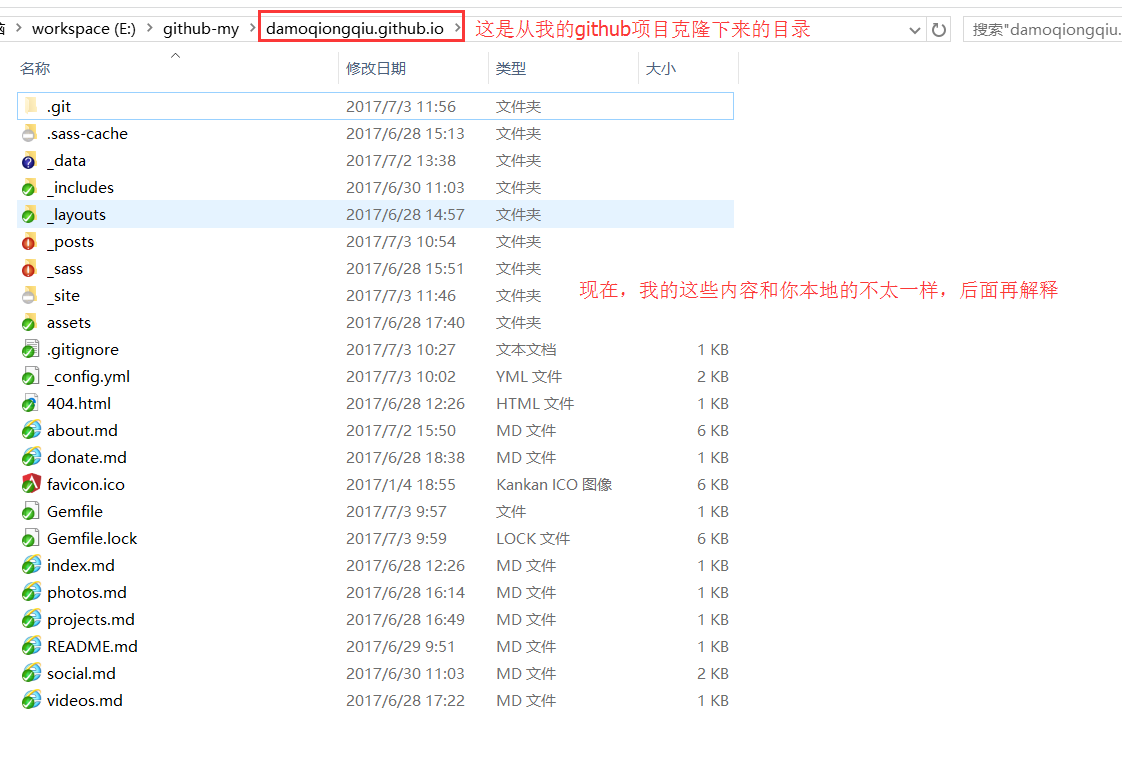 workspace (E:) > github-my > damoqiongqiu.github.io > 这是从我的github项目克隆下来的目录 搜索"damoqiongqiu.
名称 修改日期 类型 大小
.git 2017/7/3 11:56 文件夹
.sass-cache 2017/6/28 15:13 文件夹
_data 2017/7/2 13:38 文件夹
_includes 2017/6/30 11:03 文件夹
_layouts 2017/6/28 14:57 文件夹
_posts 2017/7/3 10:54 文件夹
_sass 2017/6/28 15:51 文件夹
_site 2017/7/3 11:46 文件夹 现在，我的这些内容和你本地的不太一样，后面再解释
assets 2017/6/28 17:40 文件夹
.gitignore 2017/7/3 10:27 文本文档 1 KB
_config.yml 2017/7/3 10:02 YML 文件 2 KB
404.html 2017/6/28 12:26 HTML 文件 1 KB
about.md 2017/7/2 15:50 MD 文件 6 KB
donate.md 2017/6/28 18:38 MD 文件 1 KB
favicon.ico 2017/1/4 18:55 Kankan ICO 图像 6 KB
Gemfile 2017/7/3 9:57 文件 1 KB
Gemfile.lock 2017/7/3 9:59 LOCK 文件 6 KB
index.md 2017/6/28 12:26 MD 文件 1 KB
photos.md 2017/6/28 16:14 MD 文件 1 KB
projects.md 2017/6/28 16:49 MD 文件 1 KB
README.md 2017/6/29 9:51 MD 文件 1 KB
social.md 2017/6/30 11:03 MD 文件 2 KB
videos.md 2017/6/28 17:22 MD 文件 1 KB